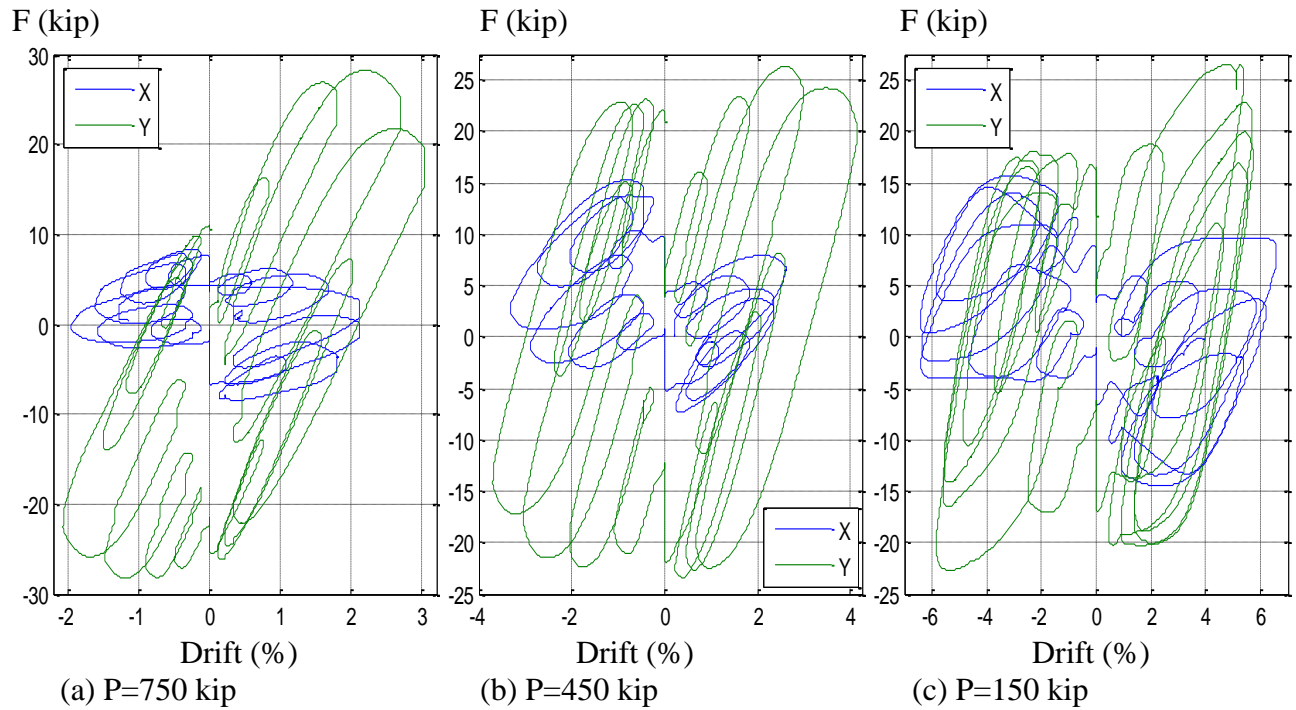 F (kip) F (kip) F (kip)
30 25 25
20 20 20
15 15
10 10 10
5 5
0 0 0
-5 -5
-10 -10 -10
-15 -15
-20 -20 -20
-30 -25 -25
X X
Y Y
X
Y
-2 -1 0 1 2 3 -4 -2 0 2 4 -6 -4 -2 0 2 4 6
Drift (%) Drift (%) Drift (%)
(a) P=750 kip (b) P=450 kip (c) P=150 kip